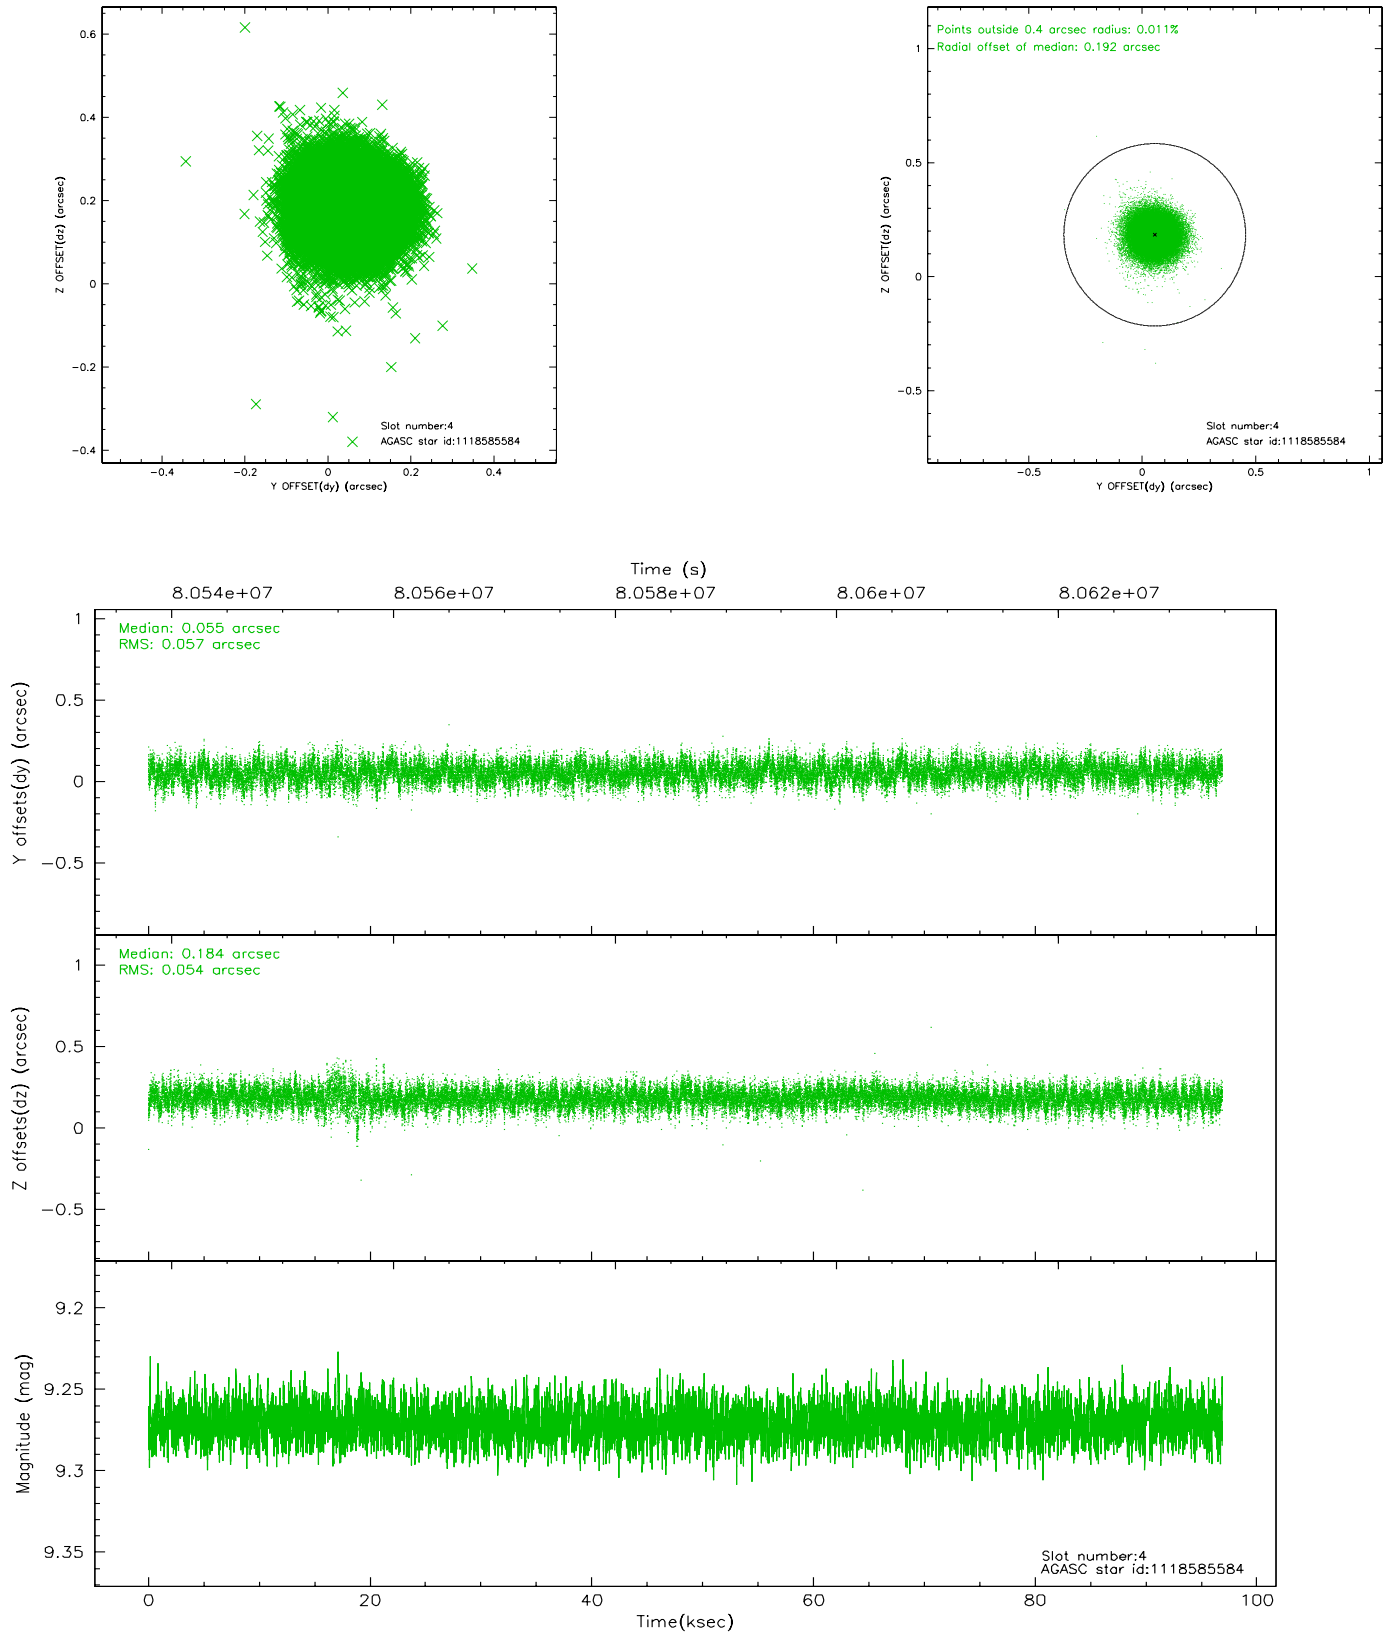 0.6
0.4
0.2
0
−0.2
−0.4
Z OFFSET(dz) (arcsec)
−0.4 −0.2 0 0.2 0.4
Y OFFSET(dy) (arcsec)
Slot number:4
AGASC star id:1118585584
Points outside 0.4 arcsec radius: 0.011%
Radial offset of median: 0.192 arcsec
1
0.5
0
−0.5
Z OFFSET(dz) (arcsec)
−0.5 0 0.5 1
Y OFFSET(dy) (arcsec)
Slot number:4
AGASC star id:1118585584
Time (s)
8.054e+07 8.056e+07 8.058e+07 8.06e+07 8.062e+07
Median: 0.055 arcsec
RMS: 0.057 arcsec
1
0.5
0
−0.5
Y offsets(dy) (arcsec)
Median: 0.184 arcsec
RMS: 0.054 arcsec
1
0.5
0
−0.5
Z offsets(dz) (arcsec)
9.2
9.25
9.3
9.35
Magnitude (mag)
Slot number:4
AGASC star id:1118585584
0 20 40 60 80 100
Time(ksec)